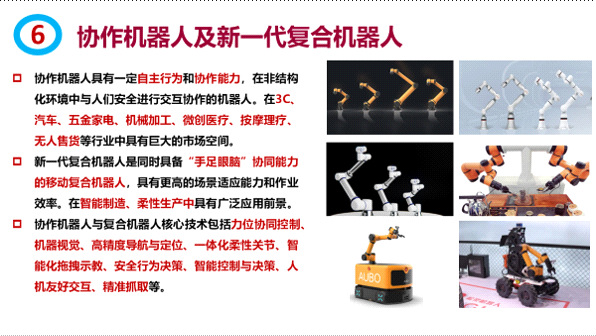 6
协作机器人及新一代复合机器人
协作机器人具有一定自主行为和协作能力，在非结构
化环境中与人们安全进行交互协作的机器人。在3C、
汽车、五金家电、机械加工、微创医疗、按摩理疗、
无人售货等行业中具有巨大的市场空间。
新一代复合机器人是同时具备“手足眼脑”协同能力
的移动复合机器人，具有更高的场景适应能力和作业
效率。在智能制造、柔性生产中具有广泛应用前景。
协作机器人与复合机器人核心技术包括力位协同控制、
机器视觉、高精度导航与定位、一体化柔性关节、智
能化拖拽示教、安全行为决策、智能控制与决策、人
机友好交互、精准抓取等。
AUBO